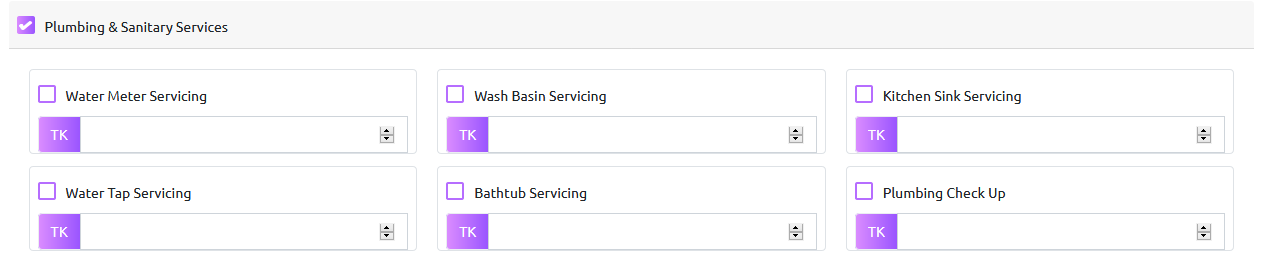 Plumbing & Sanitary Services
Water Meter Servicing
Wash Basin Servicing
Kitchen Sink Servicing
TK
TK
TK
Water Tap Servicing
Bathtub Servicing
Plumbing Check Up
TK
TK
TK